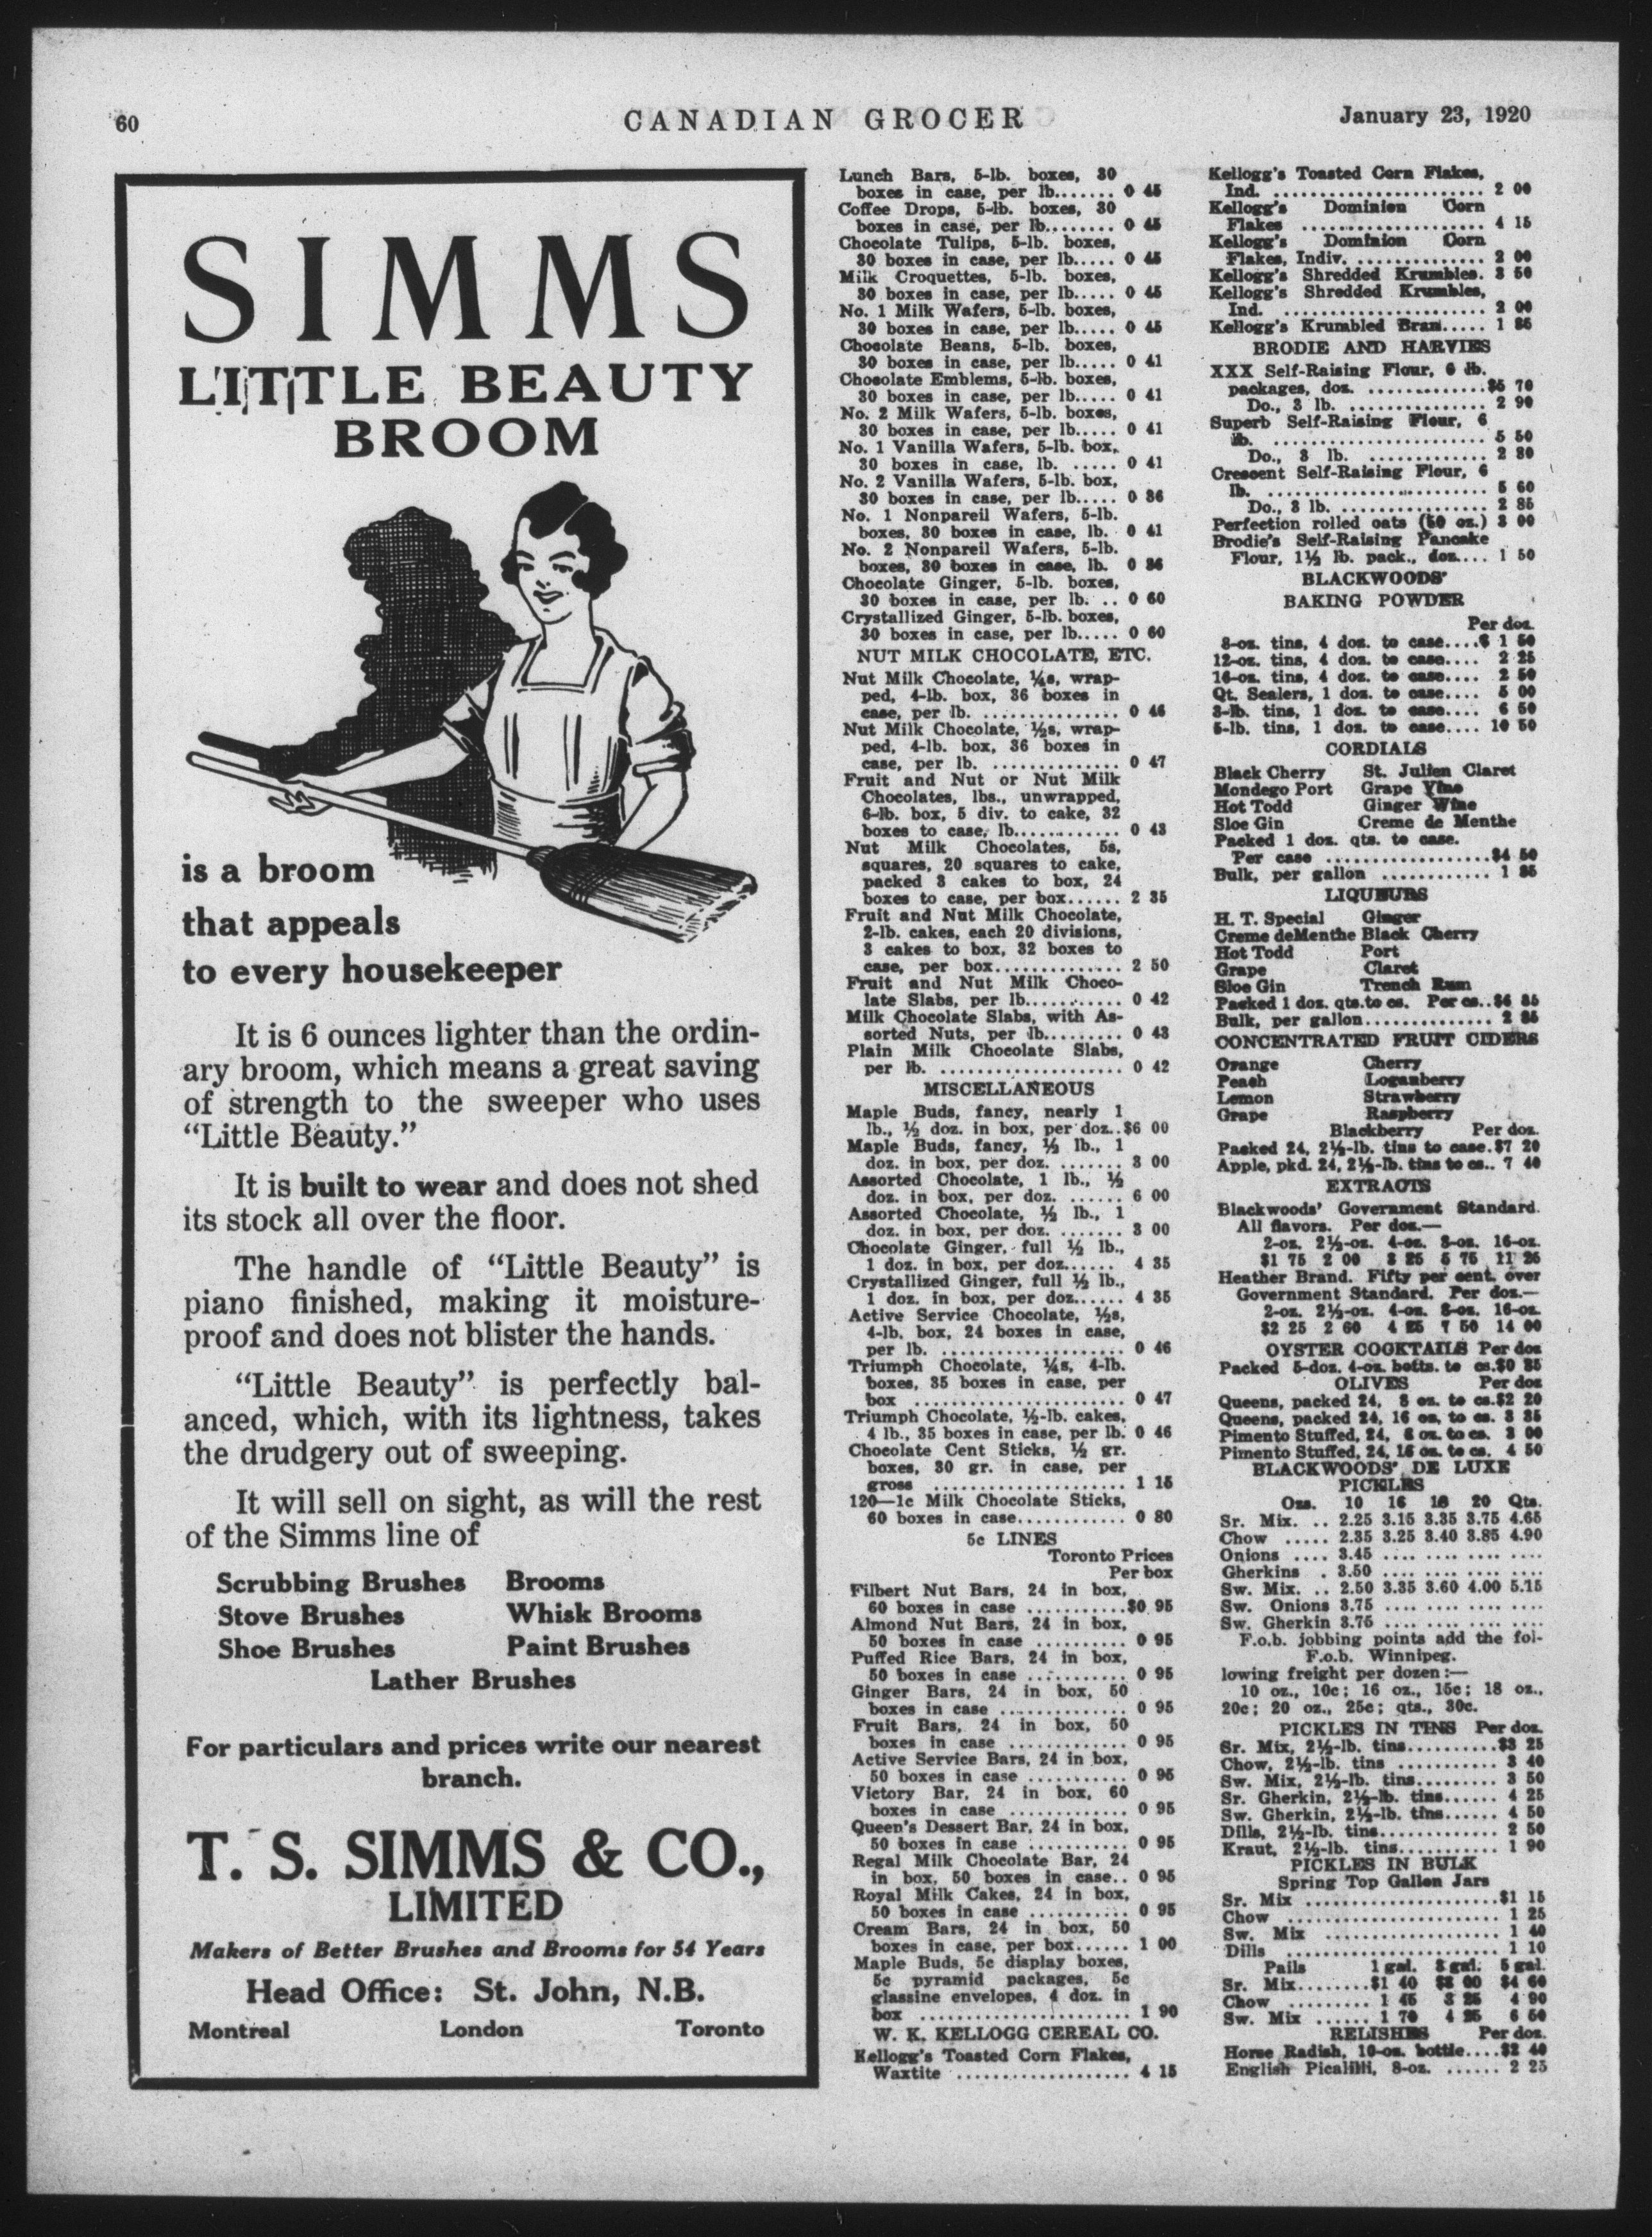 60
CANADIAN GROCER
January 23, 1920
SIMMS
LITTLE BEAUTY
BROOM
is a broom
that appeals
to every housekeeper
It is 6 ounces lighter than the ordin-
ary broom, which means a great saving
of strength to the sweeper who uses
“Little Beauty.”
It is built to wear and does not shed
its stock all over the floor.
The handle of “Little Beauty” is
piano finished, making it moisture-
proof and does not blister the hands.
“Little Beauty” is perfectly bal-
anced, which, with its lightness, takes
the drudgery out of sweeping.
It will sell on sight, as will the rest
of the Simms line of
Scrubbing Brushes Brooms
Stove Brushes Whisk Brooms
Shoe Brushes Paint Brushes
Lather Brushes
For particulars and prices write our nearest
branch.
T. S. SIMMS & CO.,
LIMITED
Makers of Better Brushes and Brooms for 54 Years
Head Office: St. John, N.B.
Montreal London Toronto
Lunch Bars, 5-lb. boxes, 30
boxes in case, per lb....... 0 45
Coffee Drops, 5-lb. boxes, 30
boxes in case, per lb........ 0 45
Chocolate Tulips, 5-lb. boxes,
30 boxes in case, per lb..... 0 45
Milk Croquettes, 5-lb. boxes,
30 boxes in case, per lb..... 0 45
No. 1 Milk Wafers, 5-lb. boxes,
30 boxes in case, per lb..... 0 45
Chocolate Beans, 5-lb. boxes,
30 boxes in case, per lb..... 0 41
Chocolate Emblems, 5-lb. boxes,
30 boxes in case, per lb..... 0 41
No. 2 Milk Wafers, 5-lb. boxes,
30 boxes in case, per lb..... 0 41
No. 1 Vanilla Wafers, 5-lb. box,
30 boxes in case, lb. ..... 0 41
No. 2 Vanilla Wafers, 5-lb. box,
30 boxes in case, per lb..... 0 36
No. 1 Nonpareil Wafers, 5-lb.
boxes, 30 boxes in case, lb. . 0 41
No. 2 Nonpareil Wafers, 5-lb.
boxes, 30 boxes in case, lb. 0 36
Chocolate Ginger, 5-lb. boxes,
30 boxes in case, per lb. .. 0 60
Crystallized Ginger, 5-lb. boxes,
30 boxes in case, per lb..... 0 60
NUT MILK CHOCOLATE, ETC.
Nut Milk Chocolate, ¼s, wrap-
ped, 4-lb. box, 36 boxes in
case, per lb. ............... 0 46
Nut Milk Chocolate, ½s, wrap-
ped, 4-lb. box, 36 boxes in
case, per lb. .............. 0 47
Fruit and Nut or Nut Milk
Chocolates, lbs., unwrapped,
6-lb. box, 5 div. to cake, 32
boxes to case, lb............ 0 43
Nut Milk Chocolates, 5s,
squares, 20 squares to cake,
packed 3 cakes to box, 24
boxes to case, per box...... 2 35
Fruit and Nut Milk Chocolate,
2-lb. cakes, each 20 divisions,
3 cakes to box, 32 boxes to
case, per box.............. 2 50
Fruit and Nut Milk Choco-
late Slabs, per lb........... 0 42
Milk Chocolate Slabs, with As-
sorted Nuts, per lb......... 0 43
Plain Milk Chocolate Slabs,
per lb. .................... 0 42
MISCELLANEOUS
Maple Buds, fancy, nearly 1
lb., ½ doz. in box, per doz..$6 00
Maple Buds, fancy, ½ lb., 1
doz. in box, per doz. ....... 3 00
Assorted Chocolate, 1 lb., ½
doz. in box, per doz. ...... 6 00
Assorted Chocolate, ½ lb., 1
doz. in box, per doz. ....... 3 00
Chocolate Ginger, full ½ lb.,
1 doz. in box, per doz...... 4 35
Crystallized Ginger, full ½ lb.,
1 doz. in box, per doz...... 4 35
Active Service Chocolate, ½s,
4-lb. box, 24 boxes in case,
per lb. .................... 0 46
Triumph Chocolate, ¼s, 4-lb.
boxes, 35 boxes in case, per
box ....................... 0 47
Triumph Chocolate, ½-lb. cakes,
4 lb., 35 boxes in case, per lb. 0 46
Chocolate Cent Sticks, ½ gr.
boxes, 30 gr. in case, per
gross ..................... 1 15
120—1c Milk Chocolate Sticks,
60 boxes in case............ 0 80
5c LINES
Toronto Prices
Per box
Filbert Nut Bars, 24 in box,
60 boxes in case ...........$0 95
Almond Nut Bars, 24 in box,
50 boxes in case .......... 0 95
Puffed Rice Bars, 24 in box,
50 boxes in case ........... 0 95
Ginger Bars, 24 in box, 50
boxes in case .............. 0 95
Fruit Bars, 24 in box, 50
boxes in case ............. 0 95
Active Service Bars, 24 in box,
50 boxes in case ........... 0 95
Victory Bar, 24 in box, 60
boxes in case ............. 0 95
Queen's Dessert Bar, 24 in box,
50 boxes in case ........... 0 95
Regal Milk Chocolate Bar, 24
in box, 50 boxes in case.. 0 95
Royal Milk Cakes, 24 in box,
50 boxes in case ........... 0 95
Cream Bars, 24 in box, 50
boxes in case, per box...... 1 00
Maple Buds, 5c display boxes,
5c pyramid packages, 5c
glassine envelopes, 4 doz. in
box ....................... 1 90
W. K. KELLOGG CEREAL CO.
Kellogg's Toasted Corn Flakes,
Waxtite ................... 4 15
Kellogg's Toasted Corn Flakes,
Ind. ....................... 2 00
Kellogg's Dominion Corn
Flakes .................... 4 15
Kellogg's Dominion Corn
Flakes, Indiv. .............. 2 00
Kellogg's Shredded Krumbles. 3 50
Kellogg's Shredded Krumbles,
Ind. ....................... 2 00
Kellogg's Krumbled Bran..... 1 85
BRODIE AND HARVIES
XXX Self-Raising Flour, 6 lb.
packages, doz. .............$5 70
Do., 3 lb. ............... 2 90
Superb Self-Raising Flour, 6
lb. ....................... 5 50
Do., 3 lb. ............. 2 80
Crescent Self-Raising Flour, 6
lb. ........................ 5 60
Do., 3 lb. ................ 2 85
Perfection rolled oats (50 oz.) 3 00
Brodie's Self-Raising Pancake
Flour, 1½ lb. pack., doz.... 1 50
BLACKWOODS'
BAKING POWDER
Per doz.
8-oz. tins, 4 doz. to case....$ 1 50
12-oz. tins, 4 doz. to case.... 2 25
16-oz. tins, 4 doz. to case.... 2 50
Qt. Sealers, 1 doz. to case.... 5 00
3-lb. tins, 1 doz. to case.... 6 50
5-lb. tins, 1 doz. to case.... 10 50
CORDIALS
Black Cherry St. Julien Claret
Mondego Port Grape Vine
Hot Todd Ginger Wine
Sloe Gin Creme de Menthe
Packed 1 doz. qts. to case.
Per case ..................$4 50
Bulk, per gallon ............ 1 85
LIQUEURS
H. T. Special Ginger
Creme deMenthe Black Cherry
Hot Todd Port
Grape Claret
Sloe Gin Trench Rum
Packed 1 doz. qts.to cs. Per cs..$4 85
Bulk, per gallon.............. 2 85
CONCENTRATED FRUIT CIDERS
Orange Cherry
Peach Loganberry
Lemon Strawberry
Grape Raspberry
Blackberry Per doz.
Packed 24, 2½-lb. tins to case.$7 20
Apple, pkd. 24, 2½-lb. tins to cs.. 7 40
EXTRACTS
Blackwoods' Government Standard.
All flavors. Per doz.—
2-oz. 2½-oz. 4-oz. 8-oz. 16-oz.
$1 75 2 00 3 25 5 75 11 25
Heather Brand. Fifty per cent. over
Government Standard. Per doz.—
2-oz. 2½-oz. 4-oz. 8-oz. 16-oz.
$2 25 2 60 4 25 7 50 14 00
OYSTER COCKTAILS Per doz
Packed 5-doz. 4-oz. botts. to cs.$0 85
OLIVES Per doz
Queens, packed 24, 8 oz. to cs.$2 20
Queens, packed 24, 16 oz. to cs. 3 35
Pimento Stuffed, 24, 8 oz. to cs. 3 00
Pimento Stuffed, 24, 16 oz. to cs. 4 50
BLACKWOODS' DE LUXE
PICKLES
Ozs. 10 16 18 20 Qts.
Sr. Mix. .. 2.25 3.15 3.35 3.75 4.65
Chow ..... 2.35 3.25 3.40 3.85 4.90
Onions .... 3.45 .... .... .... ....
Gherkins . 3.50 .... .... .... ....
Sw. Mix. .. 2.50 3.35 3.60 4.00 5.15
Sw. Onions 3.75 .... .... .... ....
Sw. Gherkin 3.75 .... .... .... ....
F.o.b. jobbing points add the fol-
F.o.b. Winnipeg.
lowing freight per dozen:—
10 oz., 10c; 16 oz., 15c; 18 oz.,
20c; 20 oz., 25c; qts., 30c.
PICKLES IN TINS Per doz.
Sr. Mix, 2½-lb. tins..........$3 25
Chow, 2½-lb. tins ........... 3 40
Sw. Mix, 2½-lb. tins......... 3 50
Sr. Gherkin, 2½-lb. tins...... 4 25
Sw. Gherkin, 2½-lb. tins...... 4 50
Dills, 2½-lb. tins............. 2 50
Kraut, 2½-lb. tins........... 1 90
PICKLES IN BULK
Spring Top Gallon Jars
Sr. Mix .....................$1 15
Chow ....................... 1 25
Sw. Mix ................... 1 40
Dills ....................... 1 10
Pails 1 gal. 3 gal. 5 gal.
Sr. Mix........$1 40 $3 00 $4 60
Chow ......... 1 45 3 25 4 90
Sw. Mix ...... 1 70 4 25 6 50
RELISHES Per doz.
Horse Radish, 10-oz. bottle....$2 40
English Picalilli, 8-oz. ...... 2 25